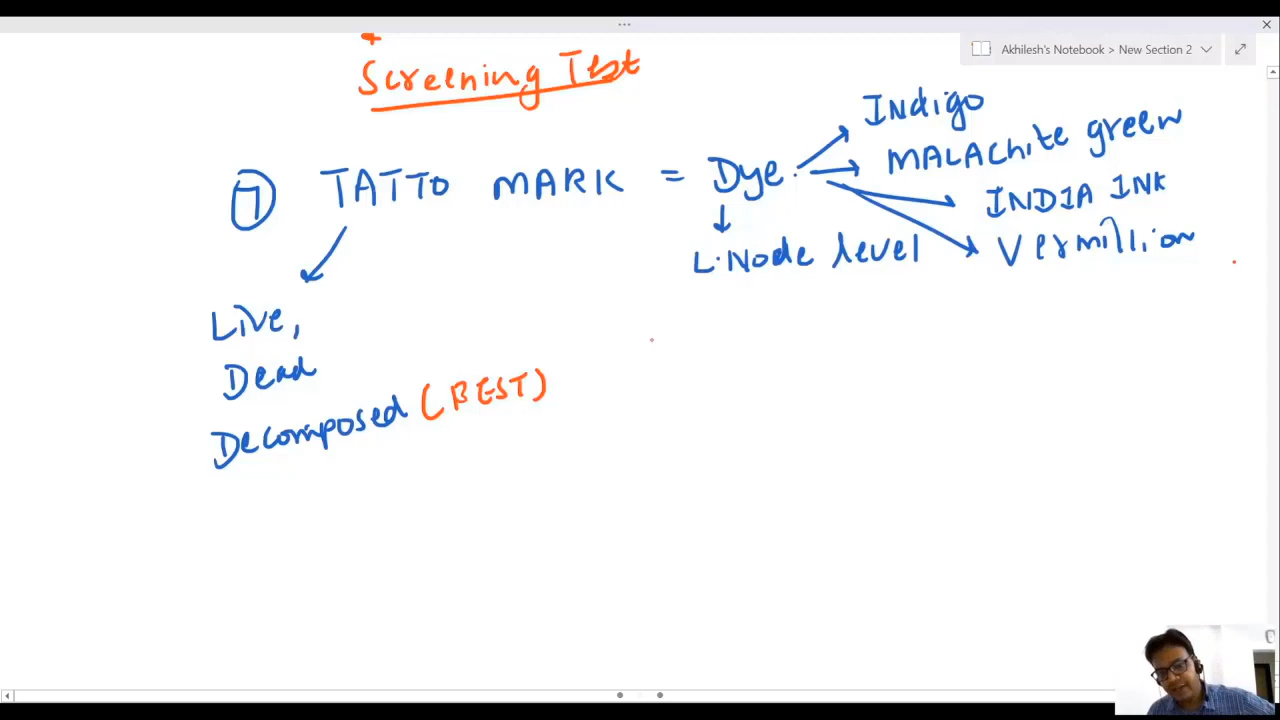 Akhilesh's Notebook > New Section 2
Screening Test
7 TATTO MARK = Dye
Indigo
MALAChite green
INDIA INK
Vermillion
L.Node level
Live,
Dead
Decomposed (BEST)